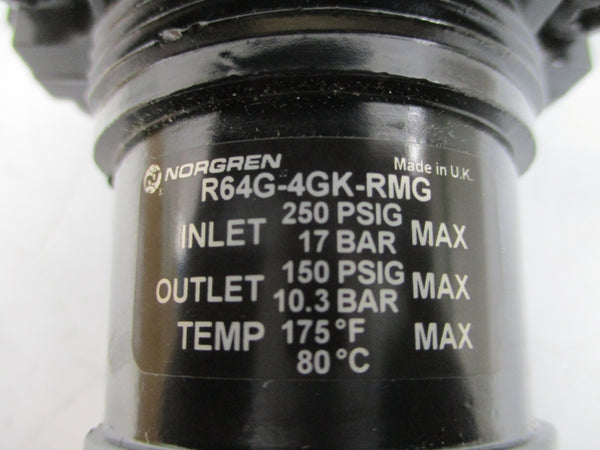 NORGREN Made in U.K.
R64G-4GK-RMG
INLET 250 PSIG 17 BAR MAX
OUTLET 150 PSIG 10.3 BAR MAX
TEMP 175°F 80°C MAX